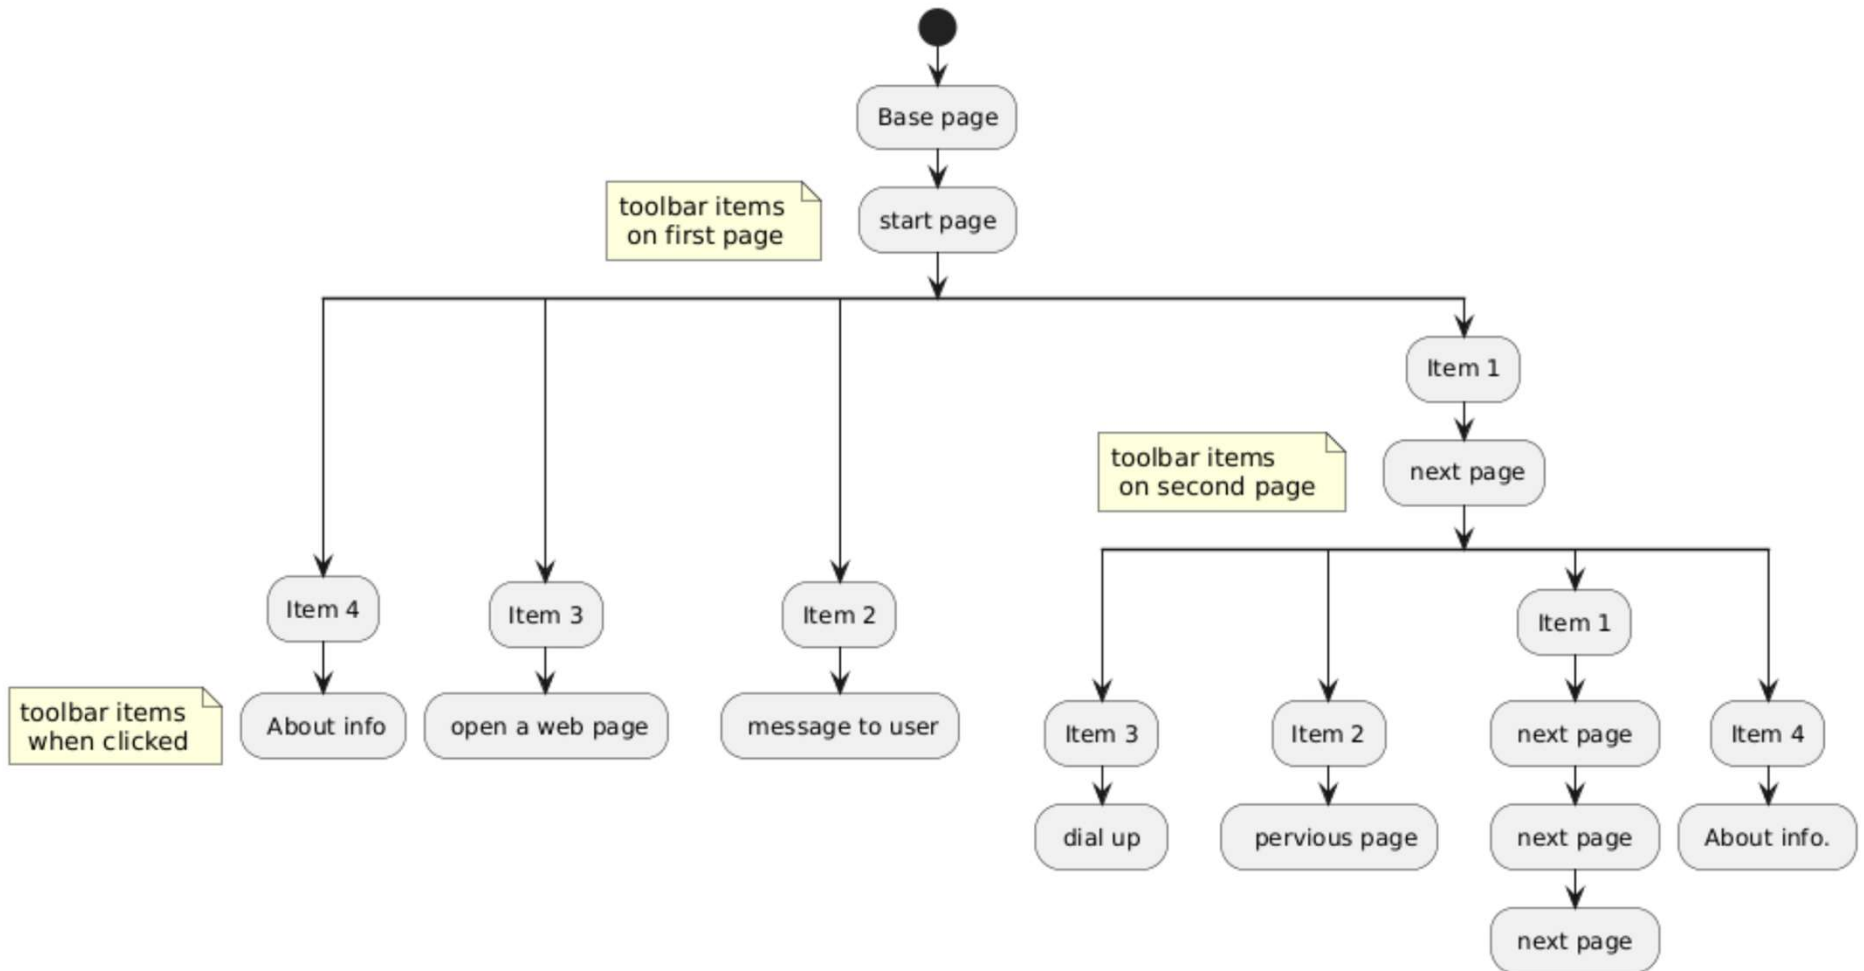 Base page
toolbar items
on first page
start page
Item 1
toolbar items
on second page
next page
Item 4
Item 3
Item 2
Item 1
toolbar items
when clicked
About info
open a web page
message to user
Item 3
Item 2
next page
Item 4
dial up
pervious page
next page
About info.
next page